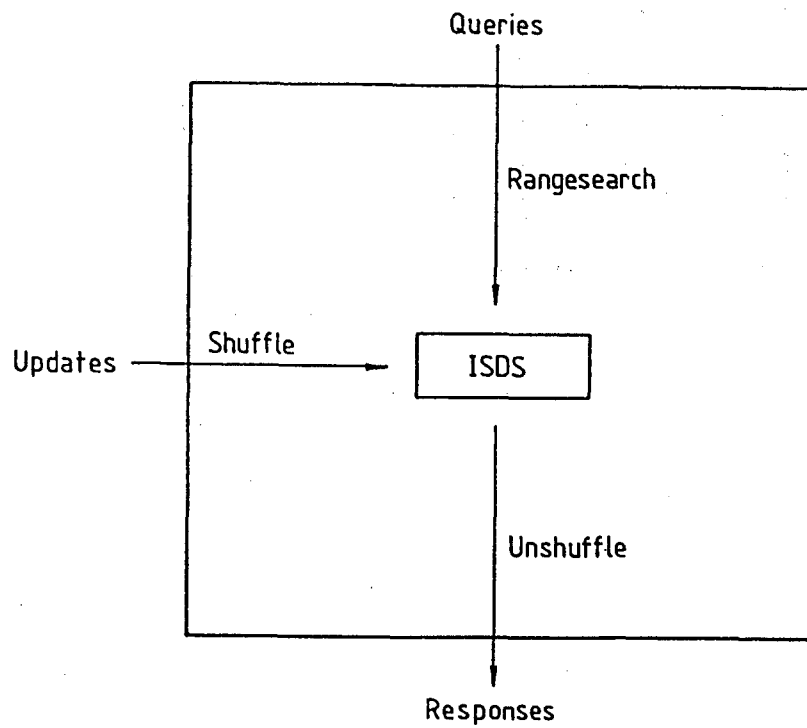 Queries
Rangesearch
Updates
Shuffle
ISDS
Unshuffle
Responses